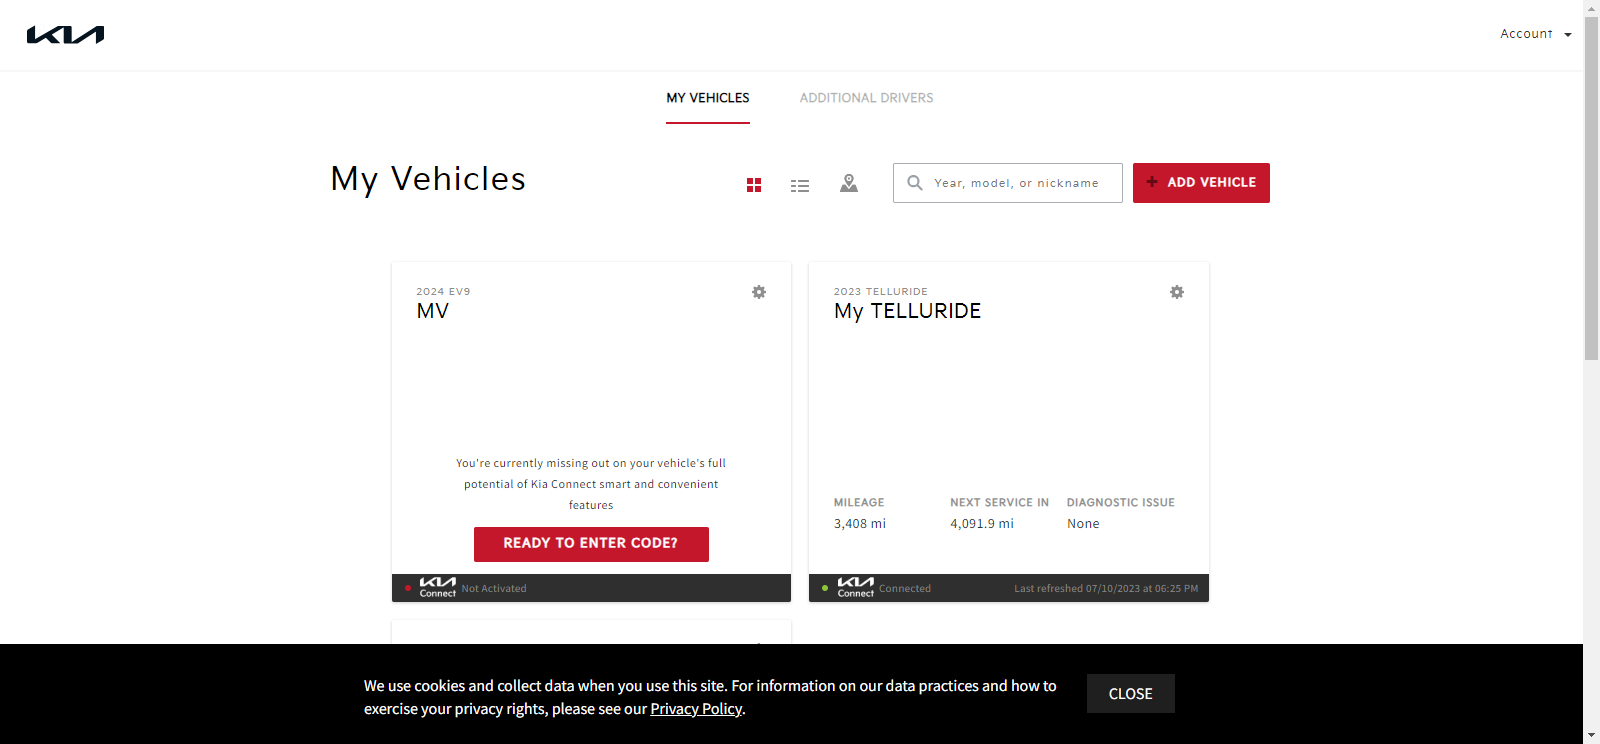 KIA
Account
MY VEHICLES
ADDITIONAL DRIVERS
My Vehicles
Year, model, or nickname
+ ADD VEHICLE
2024 EV9
MV
You're currently missing out on your vehicle's full
potential of Kia Connect smart and convenient
features
READY TO ENTER CODE?
KIA
Connect
Not Activated
2023 TELLURIDE
My TELLURIDE
MILEAGE
NEXT SERVICE IN
DIAGNOSTIC ISSUE
3,408 mi
4,091.9 mi
None
KIA
Connect
Connected
Last refreshed 07/10/2023 at 06:25 PM
We use cookies and collect data when you use this site. For information on our data practices and how to
exercise your privacy rights, please see our Privacy Policy.
CLOSE